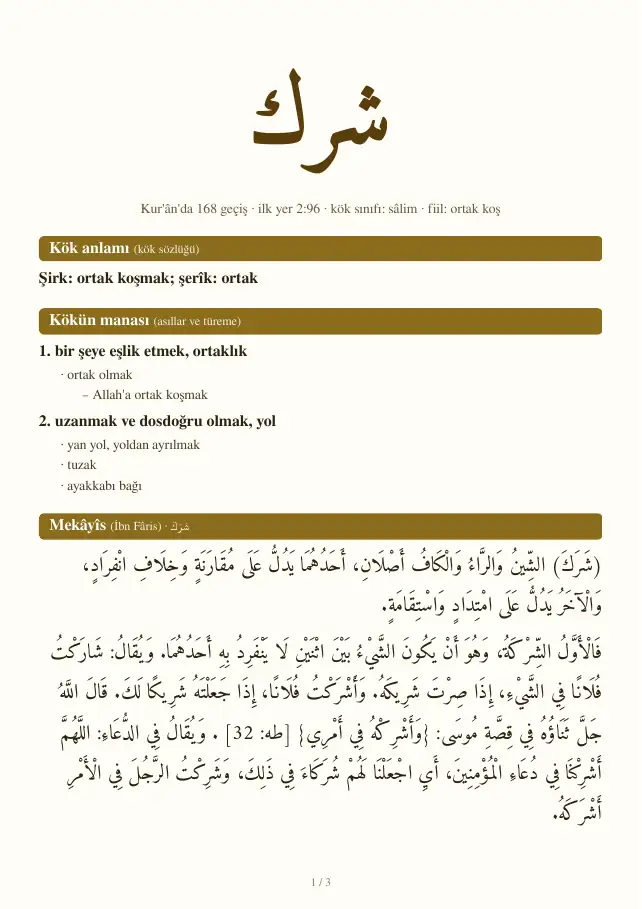 شرك
Kur'ân'da 168 geçiş · ilk yer 2:96 · kök sınıfı: sâlim · fiil: ortak koş
Kök anlamı (kök sözlüğü)
Şirk: ortak koşmak; şerîk: ortak
Kökün manası (asıllar ve türeme)
1. bir şeye eşlik etmek, ortaklık
· ortak olmak
– Allah'a ortak koşmak
2. uzanmak ve dosdoğru olmak, yol
· yan yol, yoldan ayrılmak
· tuzak
· ayakkabı bağı
Mekâyîs (İbn Fâris) · شَرَكَ
(شَرَكَ) الشِّينُ وَالرَّاءُ وَالْكَافُ أَصْلَانِ، أَحَدُهُمَا يَدُلُّ عَلَى مُقَارَنَةٍ وَخِلَافِ انْفِرَادٍ،
وَالْآخَرُ يَدُلُّ عَلَى امْتِدَادٍ وَاسْتِقَامَةٍ.
فَالْأَوَّلُ الشِّرْكَةُ، وَهُوَ أَنْ يَكُونَ الشَّيْءُ بَيْنَ اثْنَيْنِ لَا يَنْفَرِدُ بِهِ أَحَدُهُمَا. وَيُقَالُ: شَارَكْتُ
فُلَانًا فِي الشَّيْءِ، إِذَا صِرْتَ شَرِيكَهُ. وَأَشْرَكْتُ فُلَانًا، إِذَا جَعَلْتَهُ شَرِيكًا لَكَ. قَالَ اللَّهُ
جَلَّ ثَنَاؤُهُ فِي قِصَّةِ مُوسَى: {وَأَشْرِكْهُ فِي أَمْرِي} [طه: 32] . وَيُقَالُ فِي الدُّعَاءِ: اللَّهُمَّ
أَشْرِكْنَا فِي دُعَاءِ الْمُؤْمِنِينَ، أَيِ اجْعَلْنَا لَهُمْ شُرَكَاءَ فِي ذَلِكَ، وَشَرِكْتُ الرَّجُلَ فِي الْأَمْرِ
أَشْرَكُهُ.
1 / 3